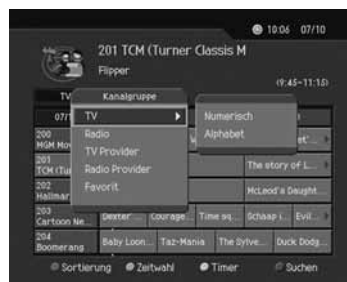 10:06 07/10
201 TCM (Turner Classis M
Flipper
(9:45~11:15)
TV
Kanalgruppe
07/1
TV
Numerisch
Radio
Alphabet
TV Provider
Radio Provider
Favorit
200
MGM Mov
et'...
201
TCM (Tur
The story of L...
202
Hallmar
McLeod's Daught...
203
Cartoon Ne...
Dexter'... Courage... Time sq... Schaap i... Evil...
204
Boomerang
Baby Loon... Taz-Mania The Sylve... Duck Dodg...
Sortierung Zeitwahl Timer Suchen